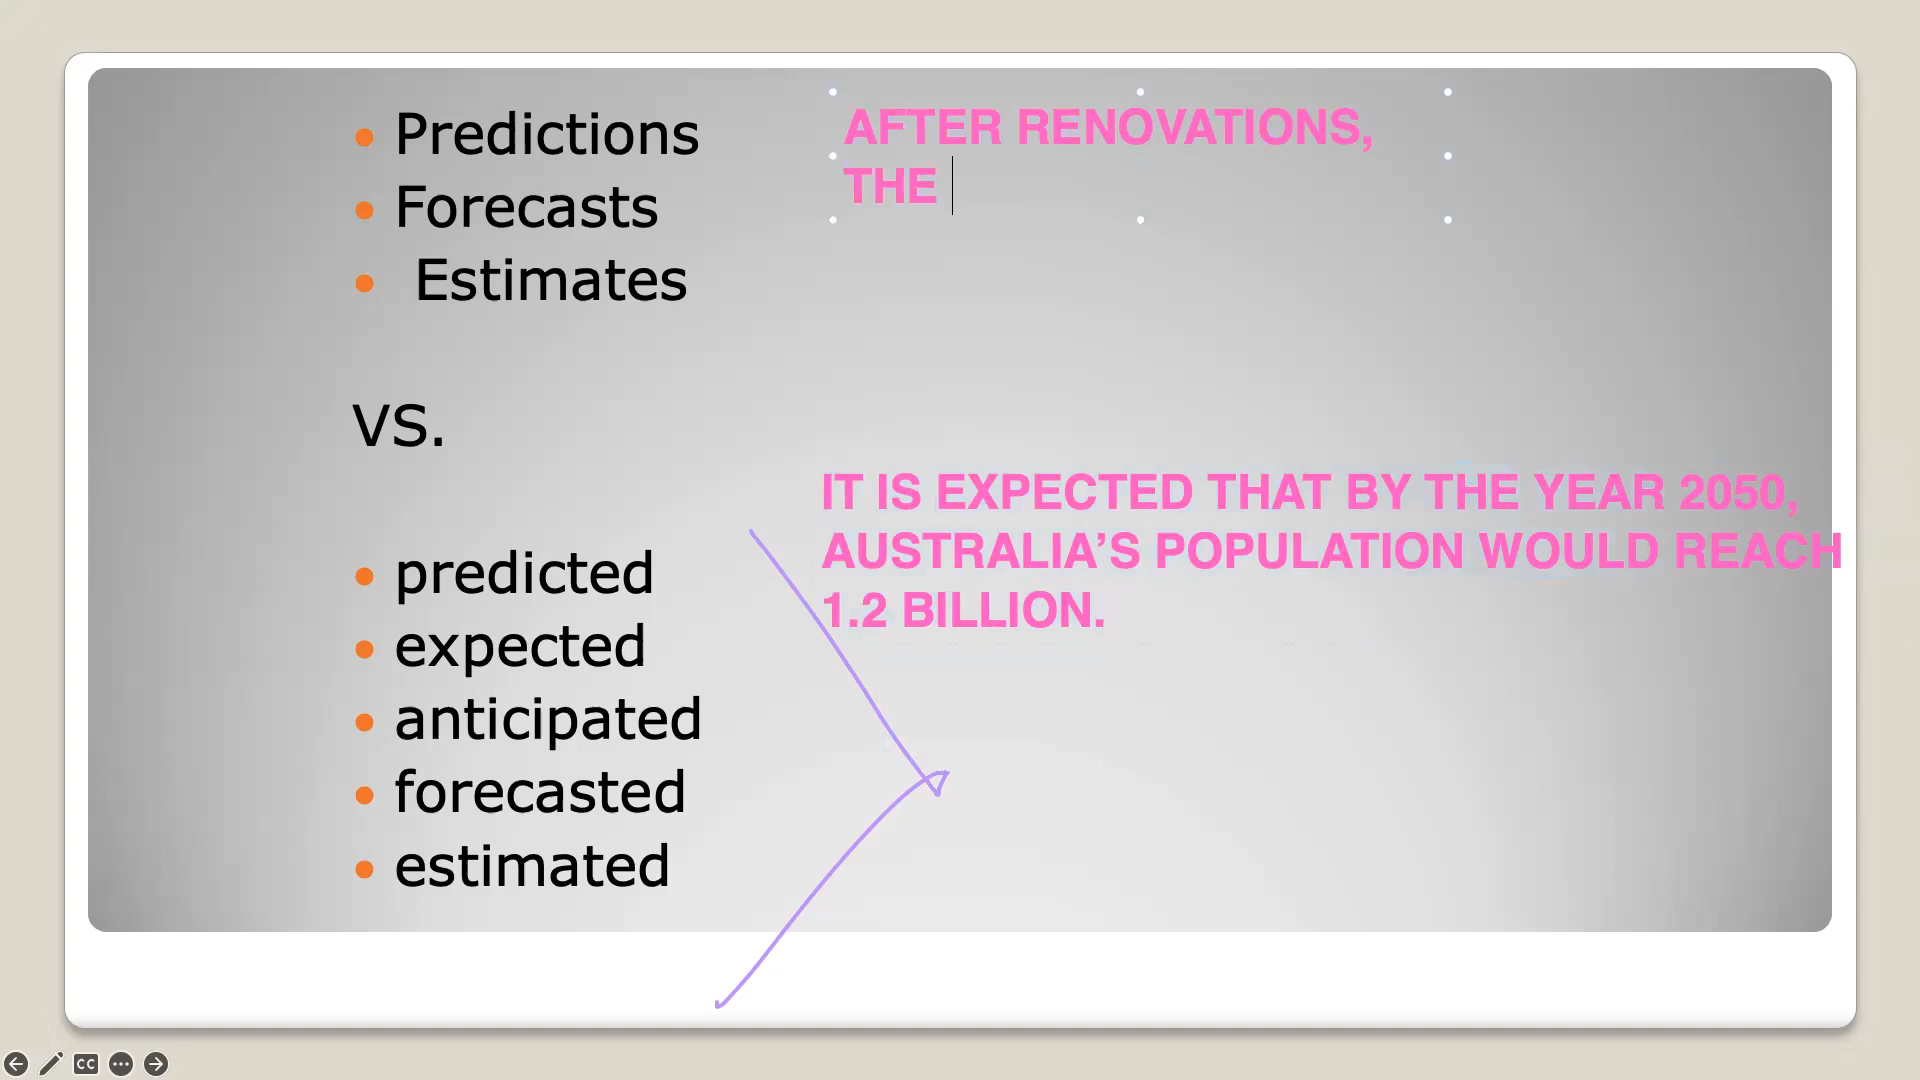 Predictions
Forecasts
Estimates
VS.
predicted
expected
anticipated
forecasted
estimated
AFTER RENOVATIONS,
THE
IT IS EXPECTED THAT BY THE YEAR 2050,
AUSTRALIA’S POPULATION WOULD REACH
1.2 BILLION.
CC